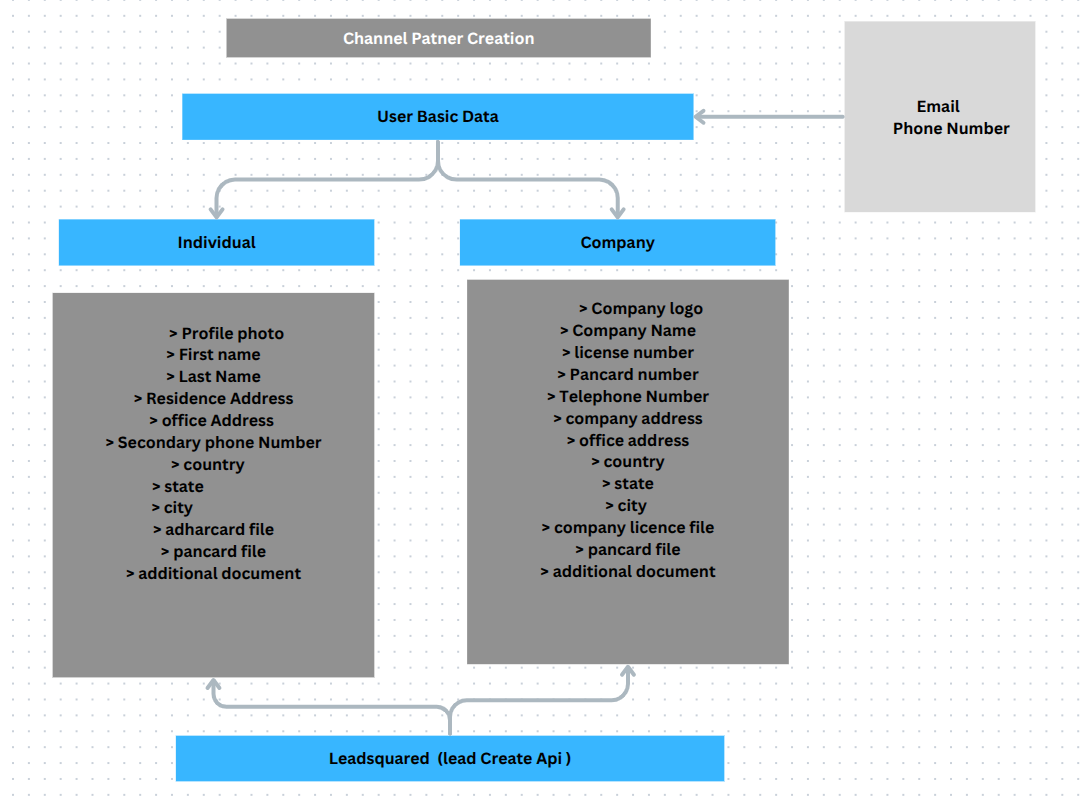 Channel Patner Creation
User Basic Data
Email
Phone Number
Individual
Company
> Profile photo
> First name
> Last Name
> Residence Address
> office Address
> Secondary phone Number
> country
> state
> city
> adharcard file
> pancard file
> additional document
> Company logo
> Company Name
> license number
> Pancard number
> Telephone Number
> company address
> office address
> country
> state
> city
> company licence file
> pancard file
> additional document
Leadsquared (lead Create Api )